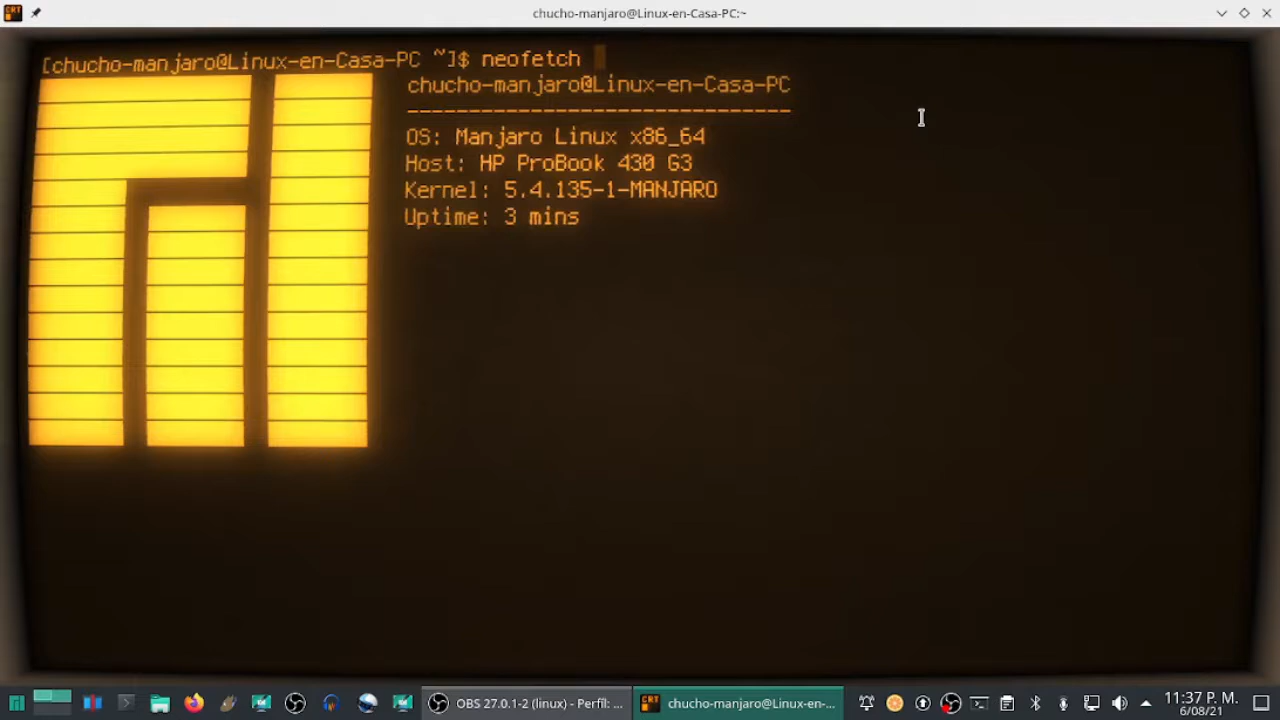 CRT
chucho-manjaro@Linux-en-Casa-PC:~
[chucho-manjaro@Linux-en-Casa-PC ~]$ neofetch
chucho-manjaro@Linux-en-Casa-PC
-------------------------------
OS: Manjaro Linux x86_64
Host: HP ProBook 430 G3
Kernel: 5.4.135-1-MANJARO
Uptime: 3 mins
OBS 27.0.1-2 (linux) - Perfil: ...
CRT
chucho-manjaro@Linux-en-...
11:37 P. M.
6/08/21